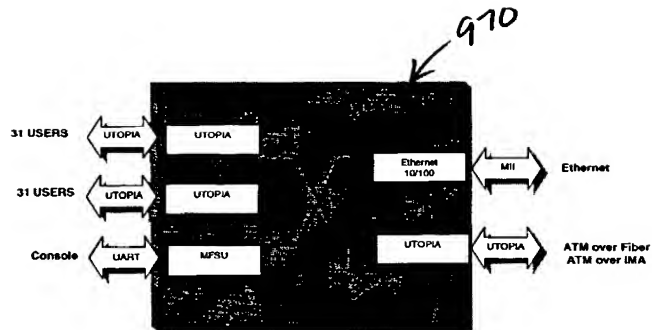 970
31 USERS
UTOPIA
UTOPIA
31 USERS
UTOPIA
UTOPIA
Console
UART
MFSU
Ethernet
10/100
MII
Ethernet
UTOPIA
UTOPIA
ATM over Fiber
ATM over IMA